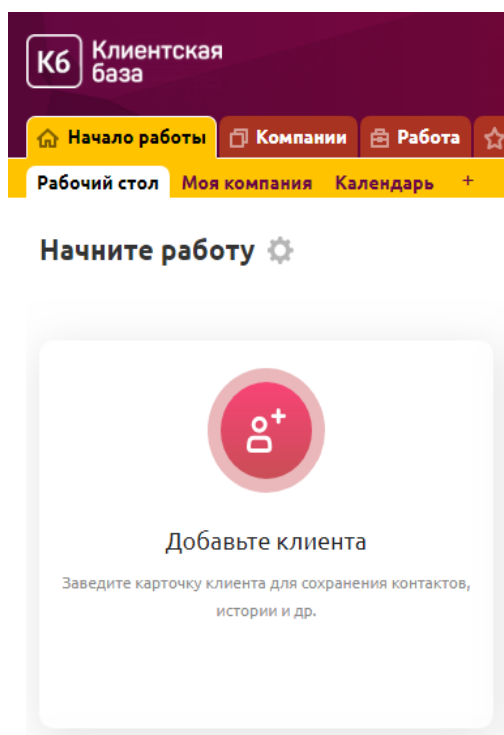 Кб Клиентская
база
Начало работы Компании Работа
Рабочий стол Моя компания Календарь +
Начните работу
Добавьте клиента
Заведите карточку клиента для сохранения контактов,
истории и др.